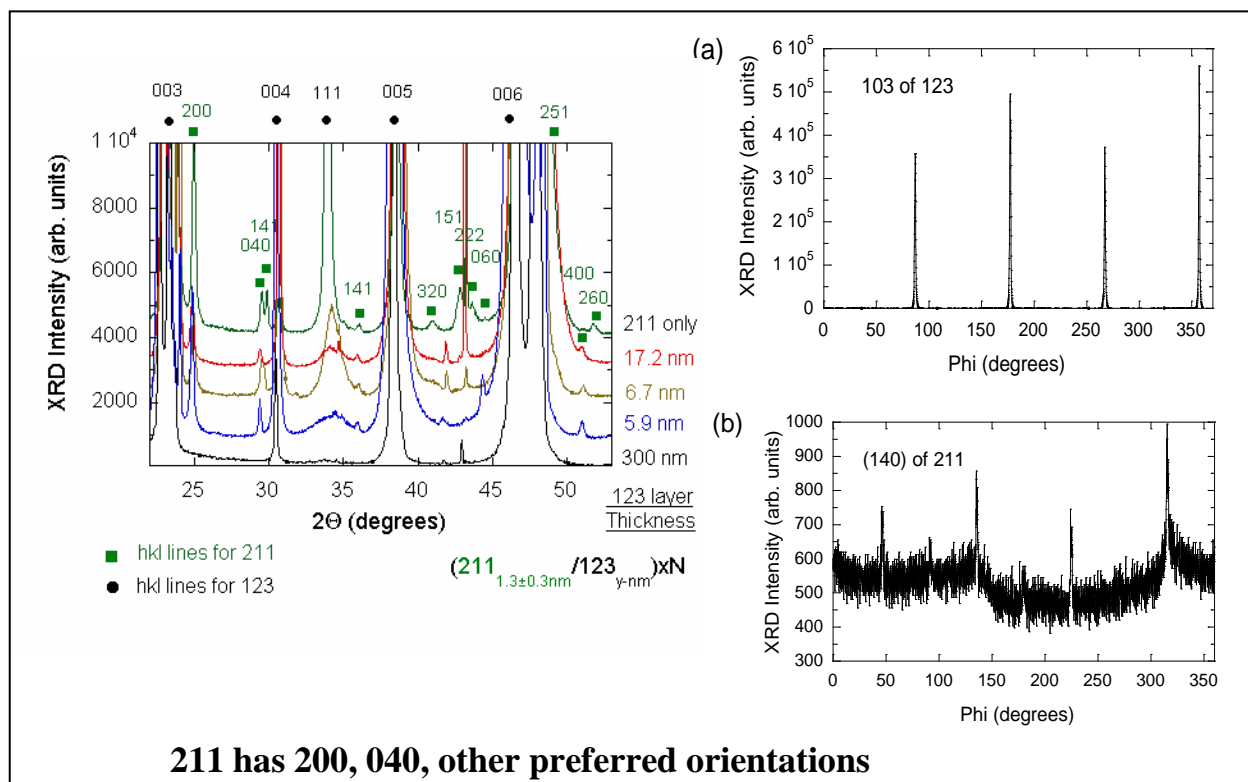 003
200
004
111
005
006
251
1 10⁴
8000
6000
4000
2000
XRD Intensity (arb. units)
141
040
141
320
151
222
060
400
260
211 only
17.2 nm
6.7 nm
5.9 nm
300 nm
25 30 35 40 45 50
2Θ (degrees)
123 layer
Thickness
hkl lines for 211
hkl lines for 123
(211 1.3±0.3nm /123 y-nm )xN
(a)
6 10⁵
5 10⁵
4 10⁵
3 10⁵
2 10⁵
1 10⁵
0
XRD Intensity (arb. units)
103 of 123
0 50 100 150 200 250 300 350
Phi (degrees)
(b)
1000
900
800
700
600
500
400
300
XRD Intensity (arb. units)
(140) of 211
0 50 100 150 200 250 300 350
Phi (degrees)
211 has 200, 040, other preferred orientations